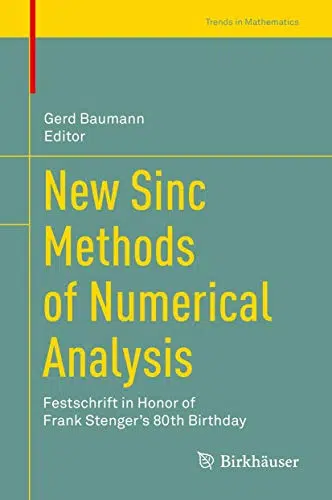 Trends in Mathematics
Gerd Baumann
Editor
New Sinc
Methods
of Numerical
Analysis
Festschrift in Honor of
Frank Stenger's 80th Birthday
Birkhäuser